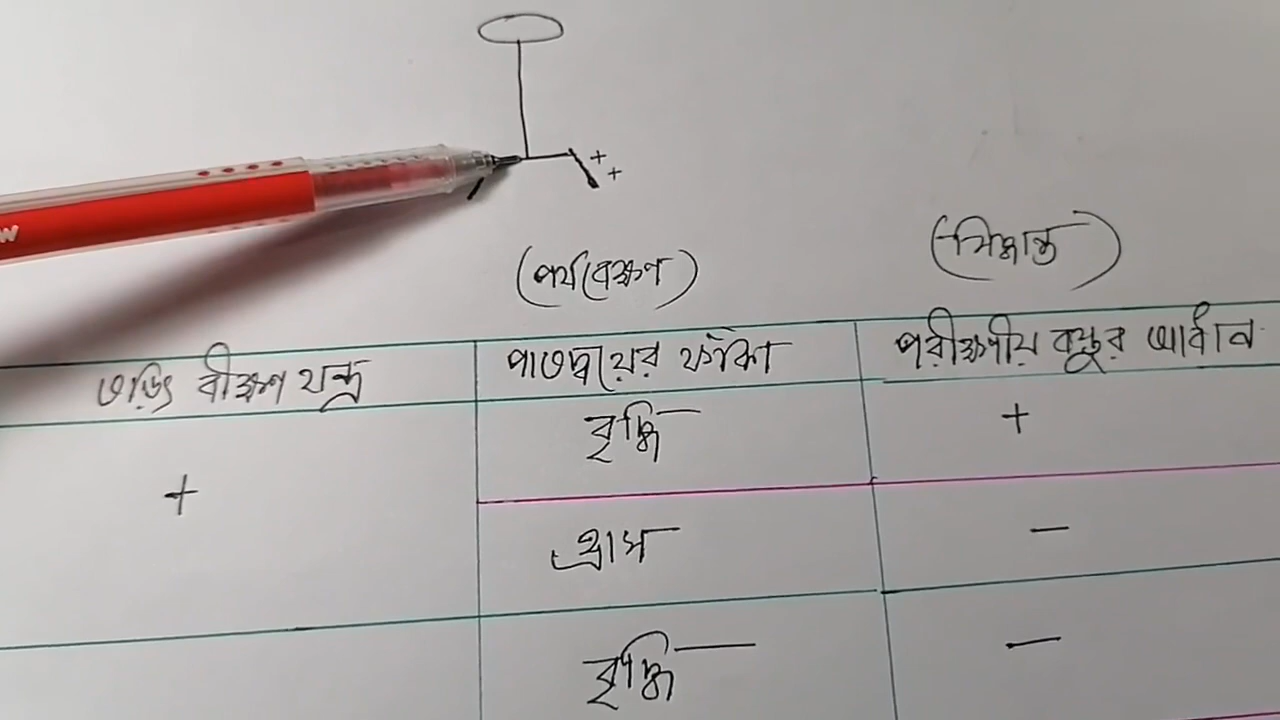 +
+
(পর্যবেক্ষণ) (সিদ্ধান্ত)
তড়িৎ বীক্ষণ যন্ত্র পাতদ্বয়ের ফাঁকা পরীক্ষণীয় বস্তুর আধান
+ বৃদ্ধি +
হ্রাস −
বৃদ্ধি −